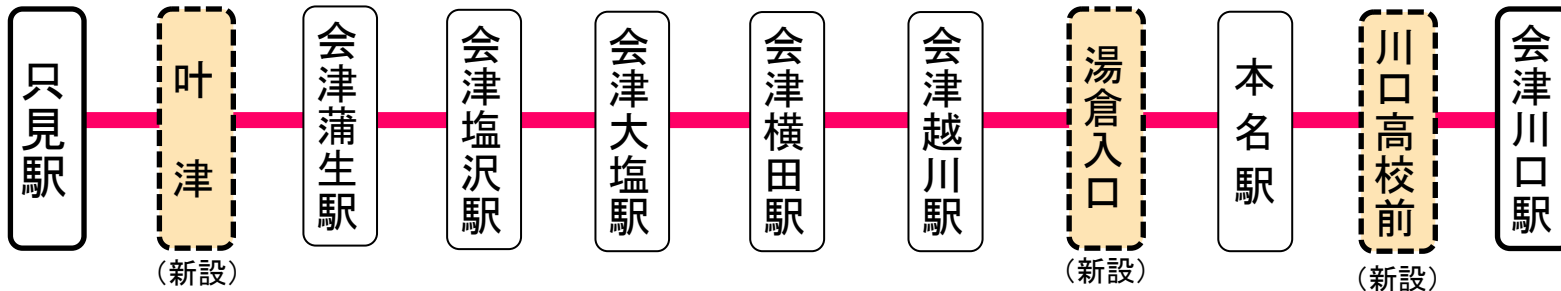 只見駅
叶津
(新設)
会津蒲生駅
会津塩沢駅
会津大塩駅
会津横田駅
会津越川駅
湯倉入口
(新設)
本名駅
川口高校前
(新設)
会津川口駅